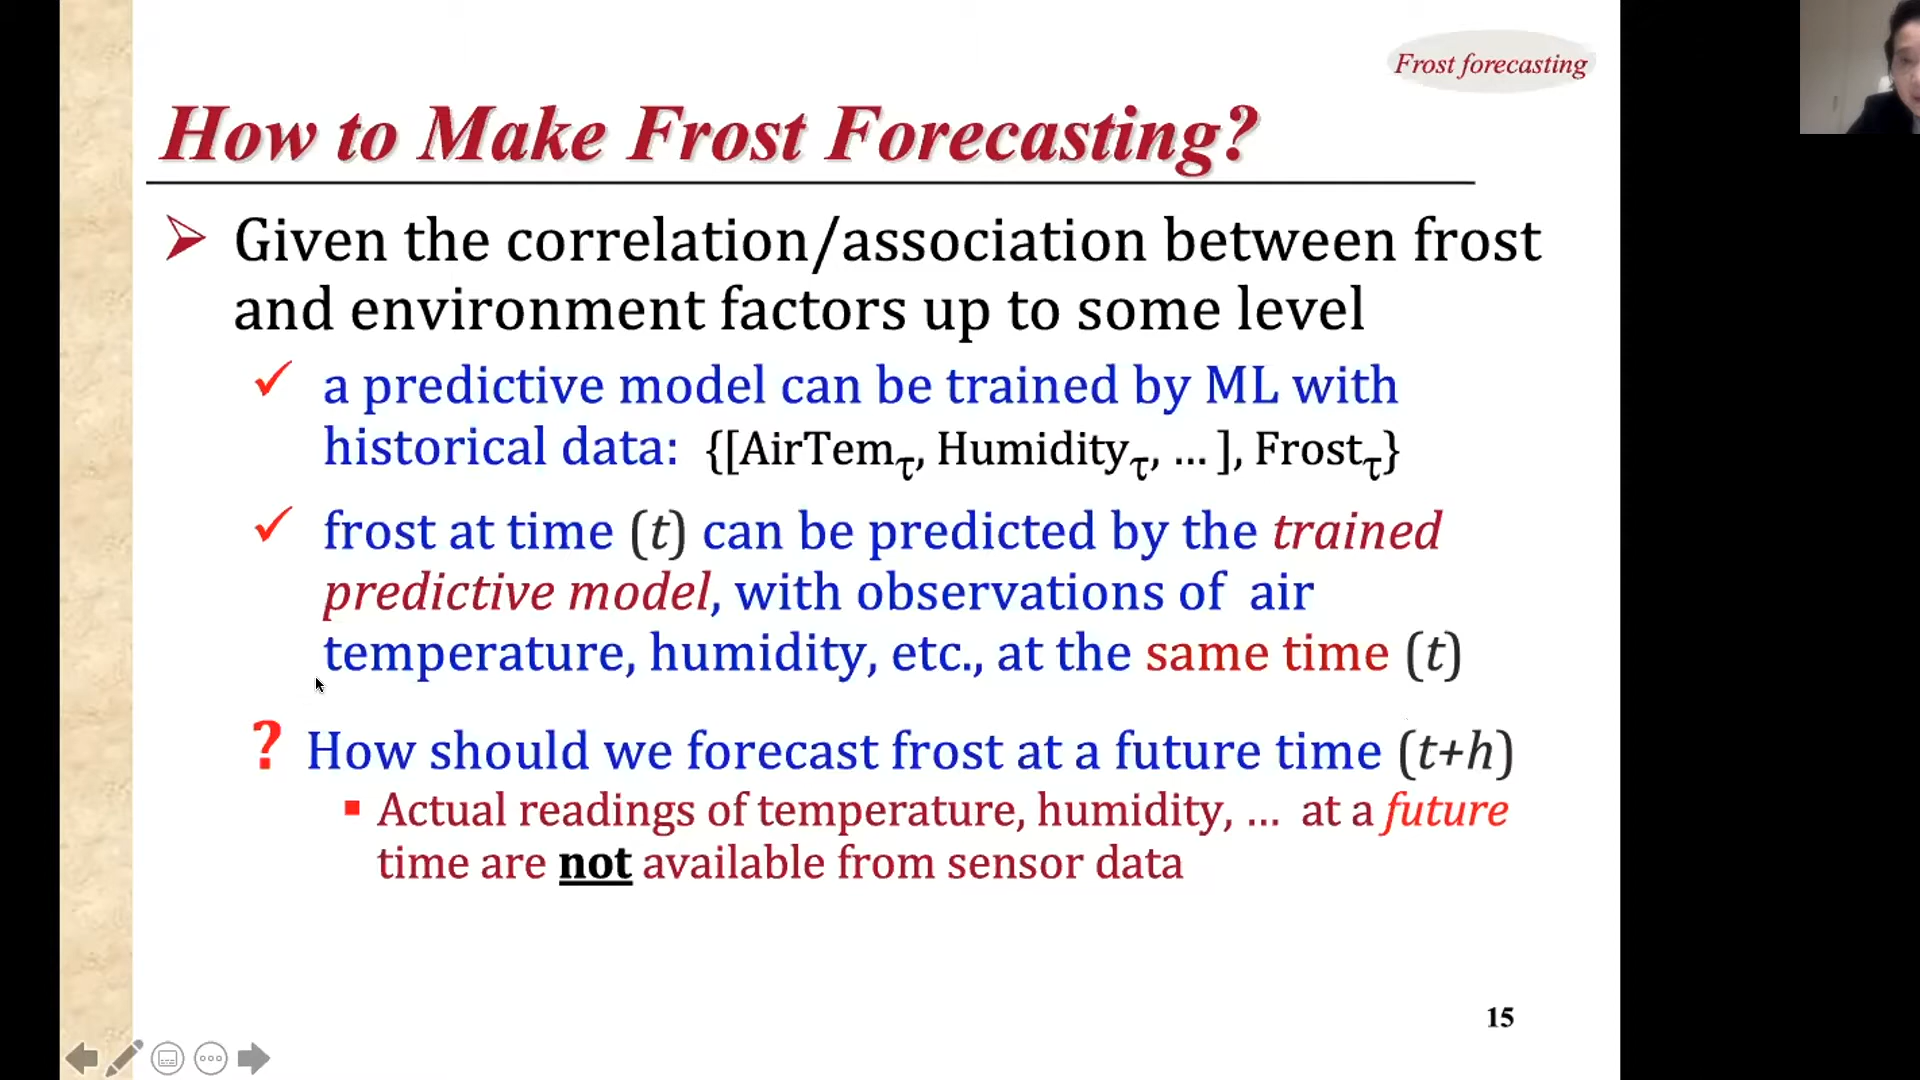 Frost forecasting
How to Make Frost Forecasting?
Given the correlation/association between frost
and environment factors up to some level
a predictive model can be trained by ML with
historical data: {[AirTemτ, Humidityτ, ... ], Frostτ}
frost at time (t) can be predicted by the trained
predictive model, with observations of air
temperature, humidity, etc., at the same time (t)
? How should we forecast frost at a future time (t+h)
Actual readings of temperature, humidity, ... at a future
time are not available from sensor data
15